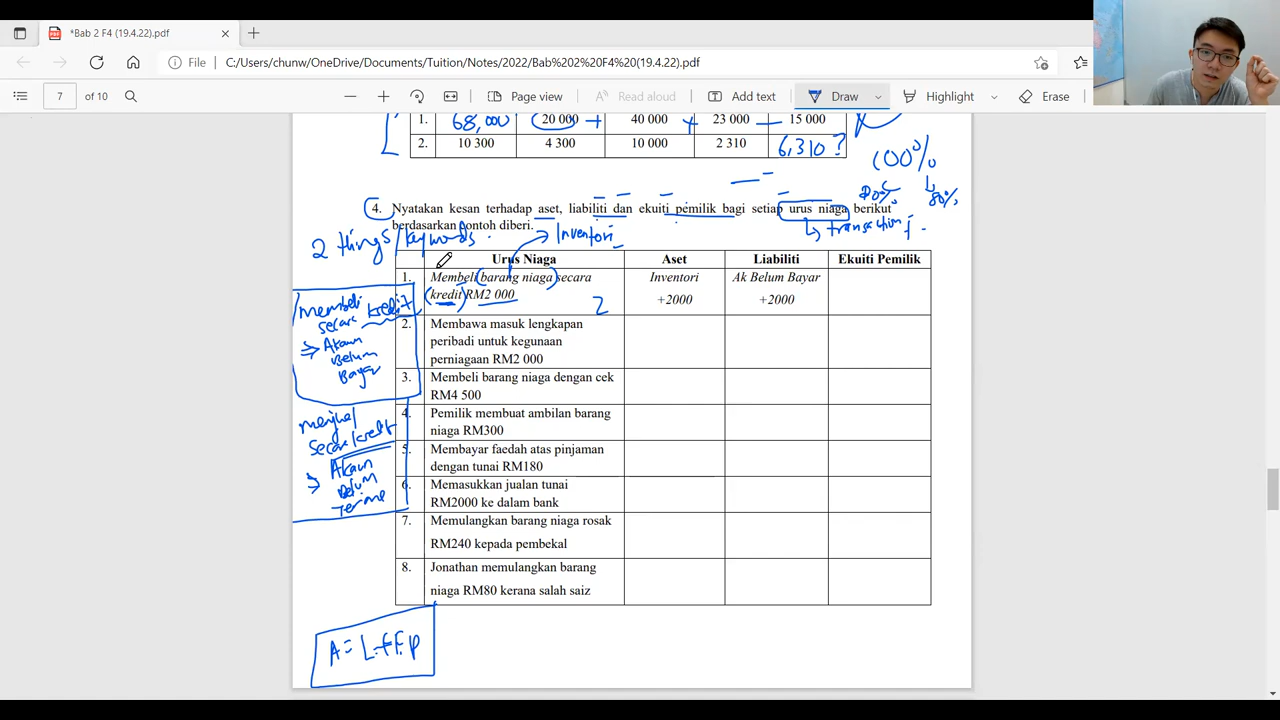 *Bab 2 F4 (19.4.22).pdf
File C:/Users/chunw/OneDrive/Documents/Tuition/Notes/2022/Bab%202%20F4%20(19.4.22).pdf
7 of 10 Page view Read aloud Add text Draw Highlight Erase
1. 68,000 20 000 + 40 000 + 23 000 15 000
2. 10 300 4 300 10 000 2 310 6,310?
100%
80%
4. Nyatakan kesan terhadap aset, liabiliti dan ekuiti pemilik bagi setiap urus niaga berikut
berdasarkan contoh diberi.
transaction
2 things/keywords.
Inventori
Urus Niaga Aset Liabiliti Ekuiti Pemilik
1. Membeli (barang niaga) secara Inventori Ak Belum Bayar
(kredit) RM2 000 2 +2000 +2000
membeli
secara kredit
⇒ Akaun
Belum
Bayar
2. Membawa masuk lengkapan
peribadi untuk kegunaan
perniagaan RM2 000
3. Membeli barang niaga dengan cek
RM4 500
menjual
secara kredit
⇒ Akaun
Belum
Terima
4. Pemilik membuat ambilan barang
niaga RM300
5. Membayar faedah atas pinjaman
dengan tunai RM180
6. Memasukkan jualan tunai
RM2000 ke dalam bank
7. Memulangkan barang niaga rosak
RM240 kepada pembekal
8. Jonathan memulangkan barang
niaga RM80 kerana salah saiz
A = L + E.P